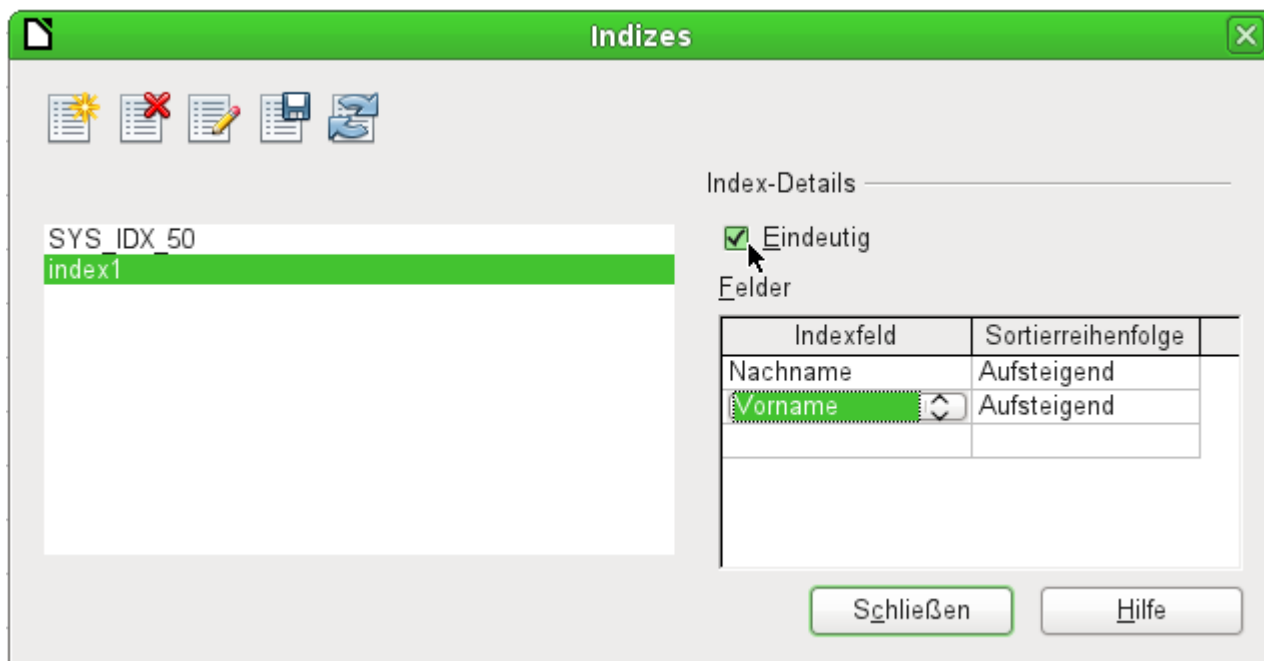 Indizes
Index-Details
SYS_IDX_50
index1
Eindeutig
Felder
Indexfeld Sortierreihenfolge
Nachname Aufsteigend
Vorname Aufsteigend
Schließen Hilfe